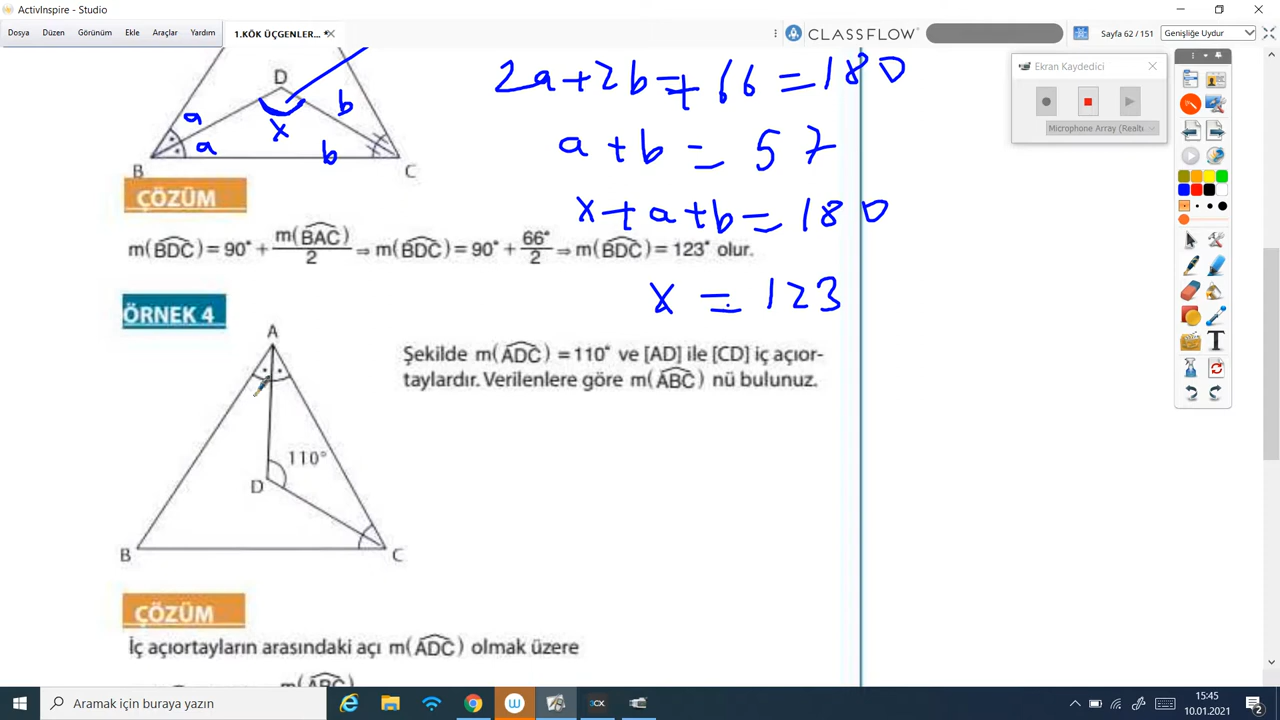 ActivInspire - Studio
Dosya Düzen Görünüm Ekle Araçlar Yardım
1.KÖK ÜÇGENLER...
CLASSFLOW
Sayfa 62 / 151
Genişliğe Uydur
Ekran Kaydedici
Microphone Array (Realte
2a+2b+66=180
D
a
b
x
a
b
B
C
a+b=57
ÇÖZÜM
x+a+b=180
m(BDC) = 90° + m(BAC)/2 ⇒ m(BDC) = 90° + 66°/2 ⇒ m(BDC) = 123° olur.
x = 123
ÖRNEK 4
A
Şekilde m(ADC) = 110° ve [AD] ile [CD] iç açıor-
taylardır. Verilenlere göre m(ABC) nü bulunuz.
110°
D
B
C
ÇÖZÜM
İç açıortayların arasındaki açı m(ADC) olmak üzere
Aramak için buraya yazın
15:45
10.01.2021
2